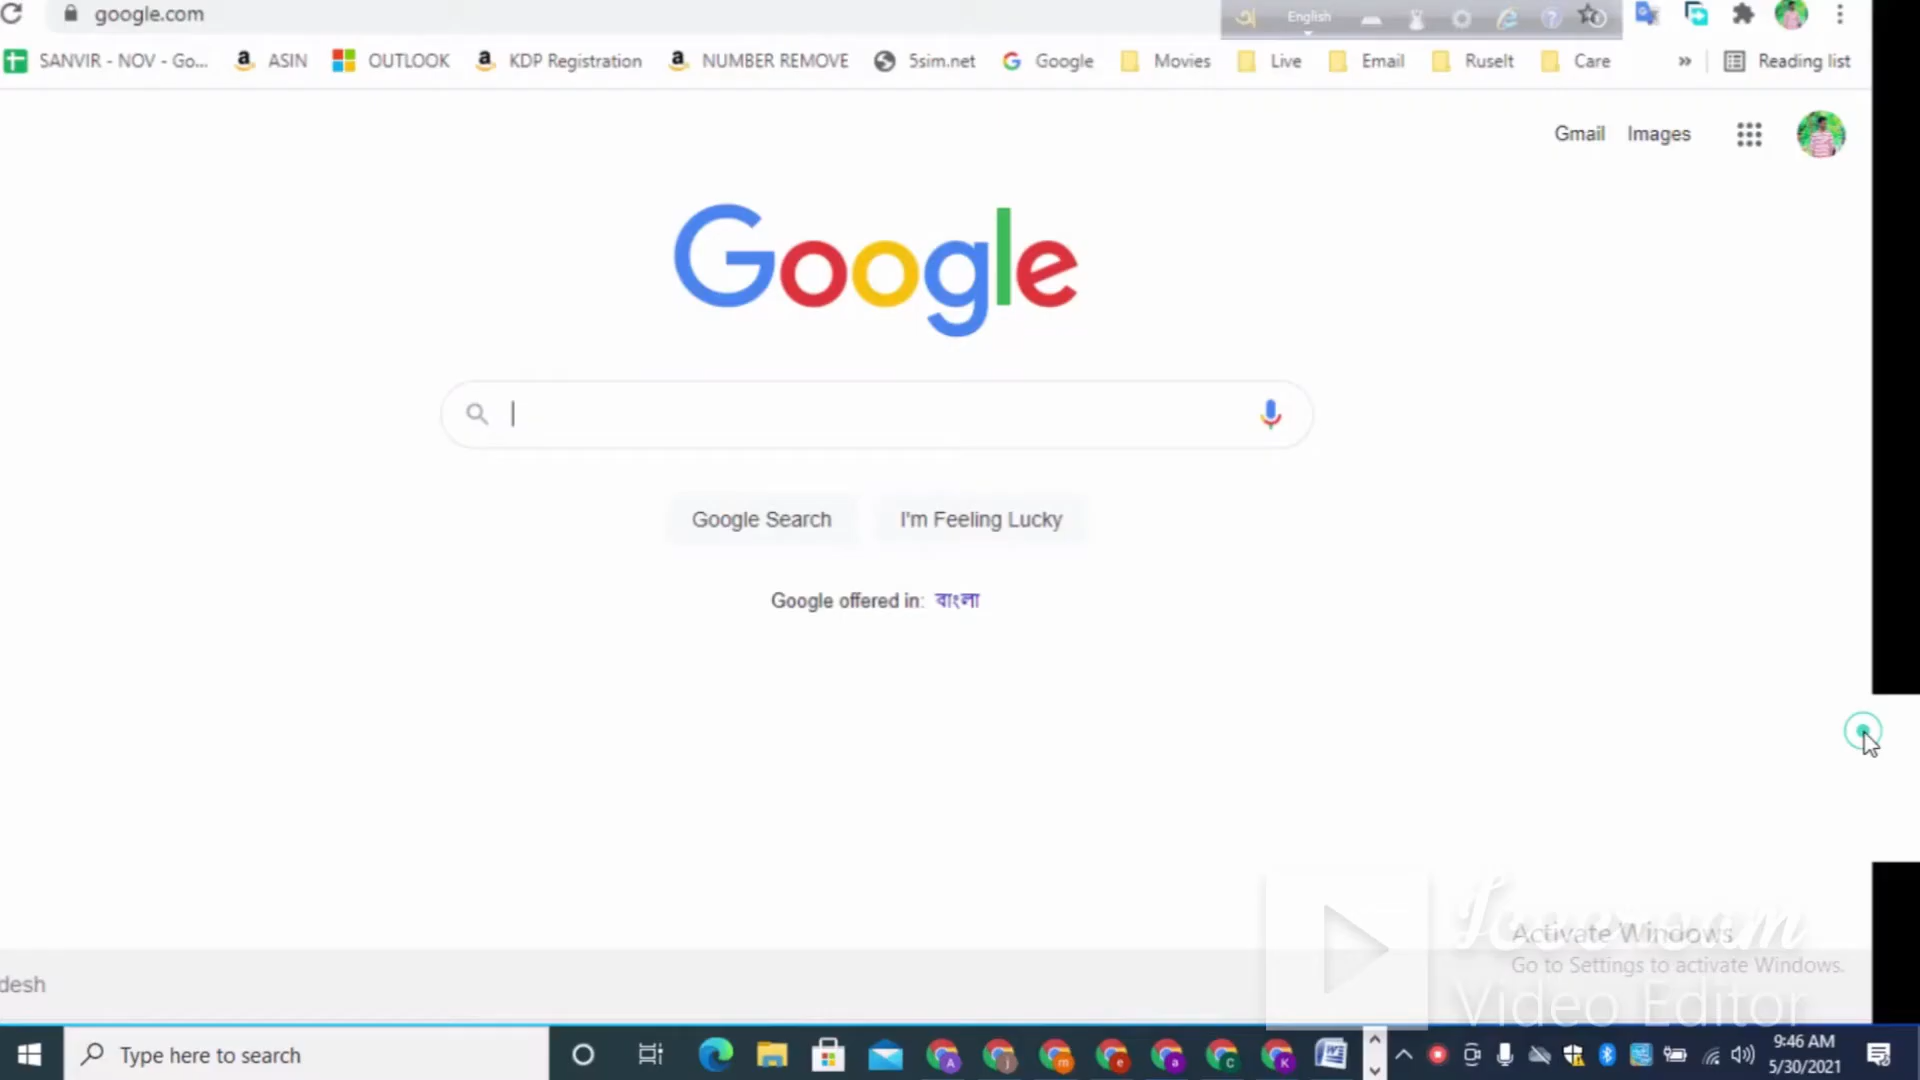 google.com
English
SANVIR - NOV - Go...
ASIN
OUTLOOK
KDP Registration
NUMBER REMOVE
5sim.net
Google
Movies
Live
Email
Ruselt
Care
»
Reading list
Gmail
Images
Google
Google Search
I'm Feeling Lucky
Google offered in: বাংলা
Activate Windows
Go to Settings to activate Windows.
Video Editor
desh
Type here to search
A
j
m
e
a
c
K
9:46 AM
5/30/2021